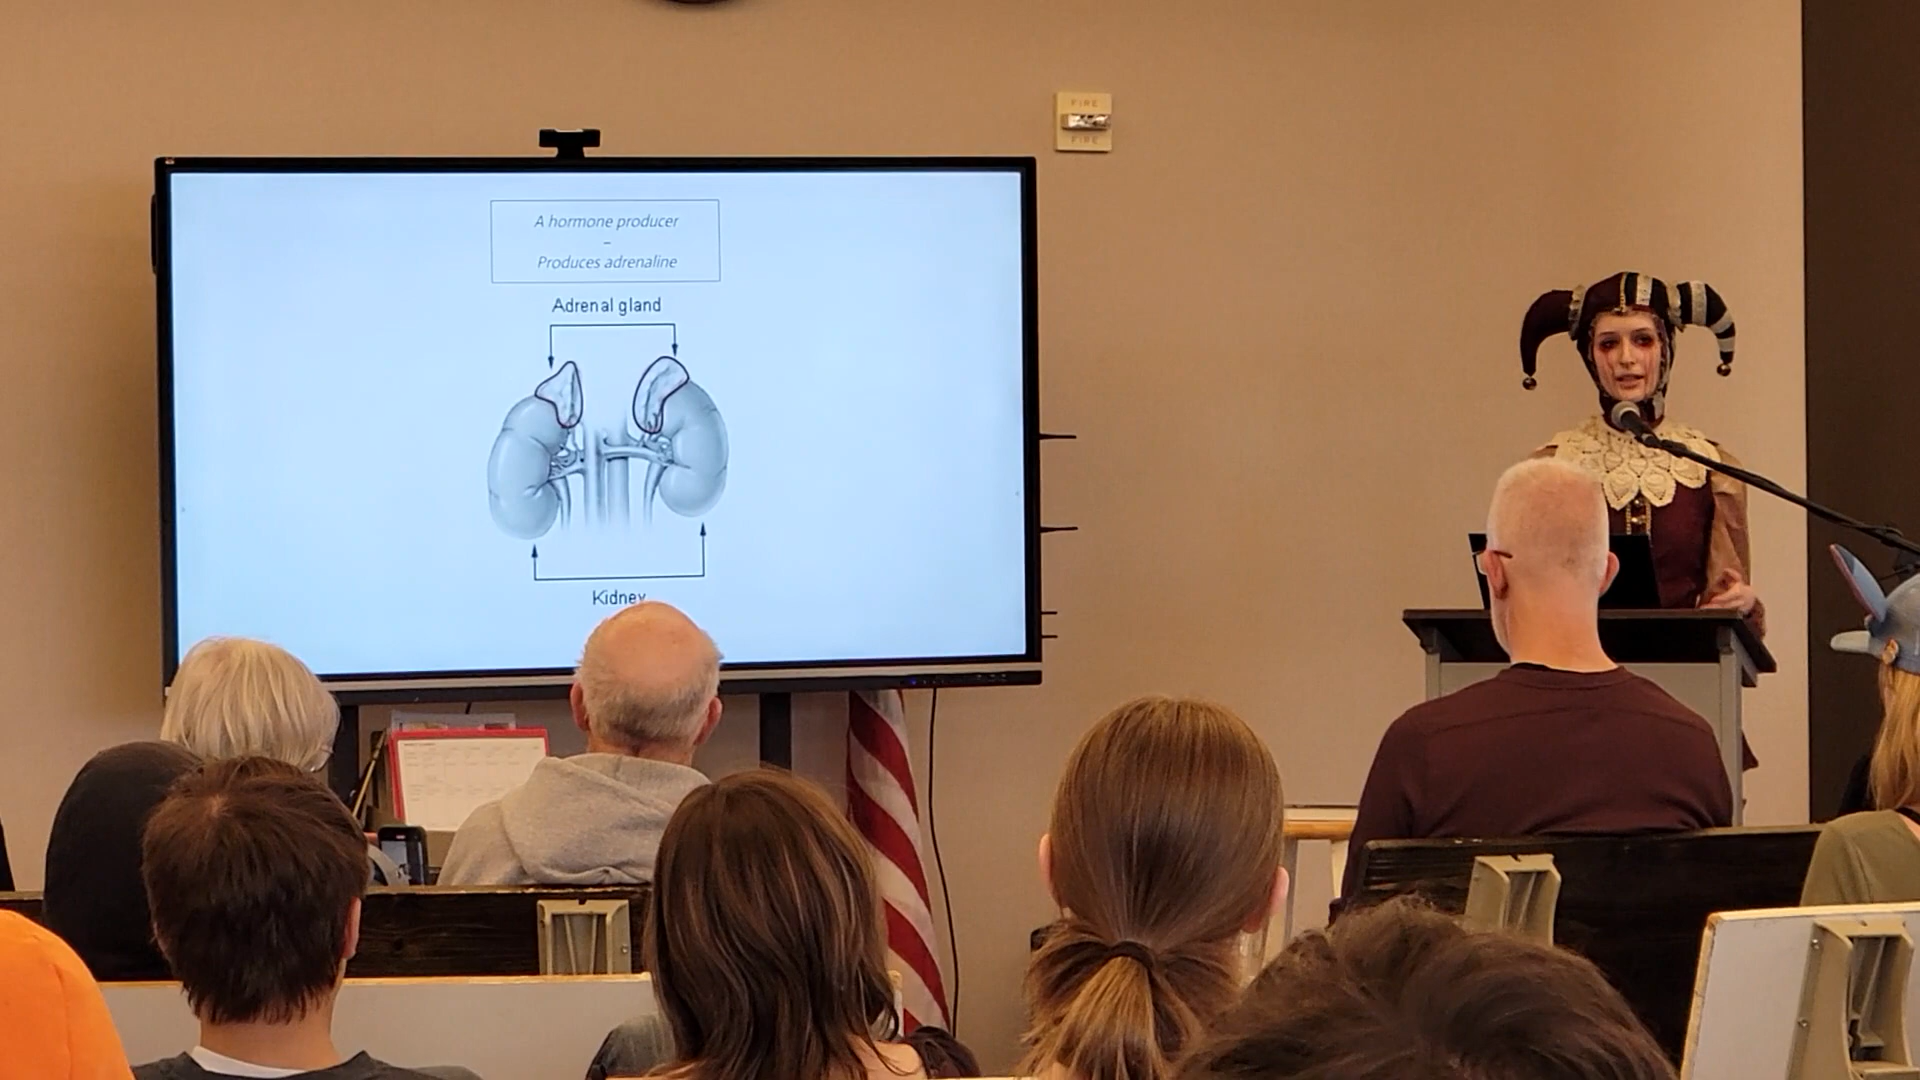 FIRE
FIRE
A hormone producer
–
Produces adrenaline
Adrenal gland
Kidney